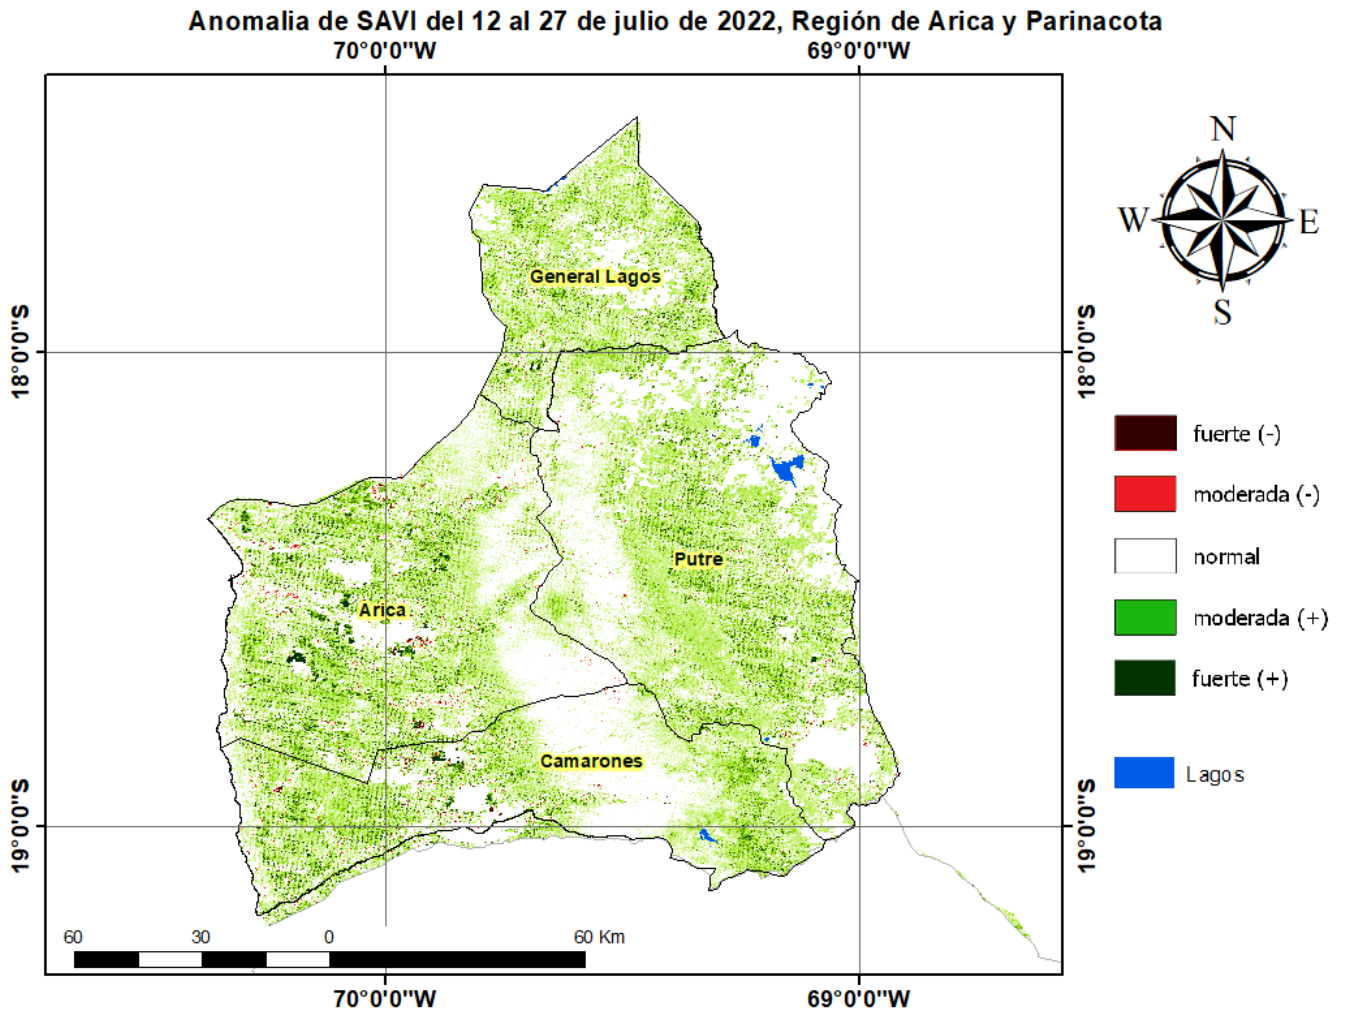 Anomalia de SAVI del 12 al 27 de julio de 2022, Región de Arica y Parinacota
70°0'0"W
69°0'0"W
N
W
E
S
General Lagos
18°0'0"S
18°0'0"S
fuerte (-)
moderada (-)
normal
Putre
Arica
moderada (+)
fuerte (+)
Camarones
Lagos
19°0'0"S
19°0'0"S
60 30 0 60 Km
70°0'0"W
69°0'0"W